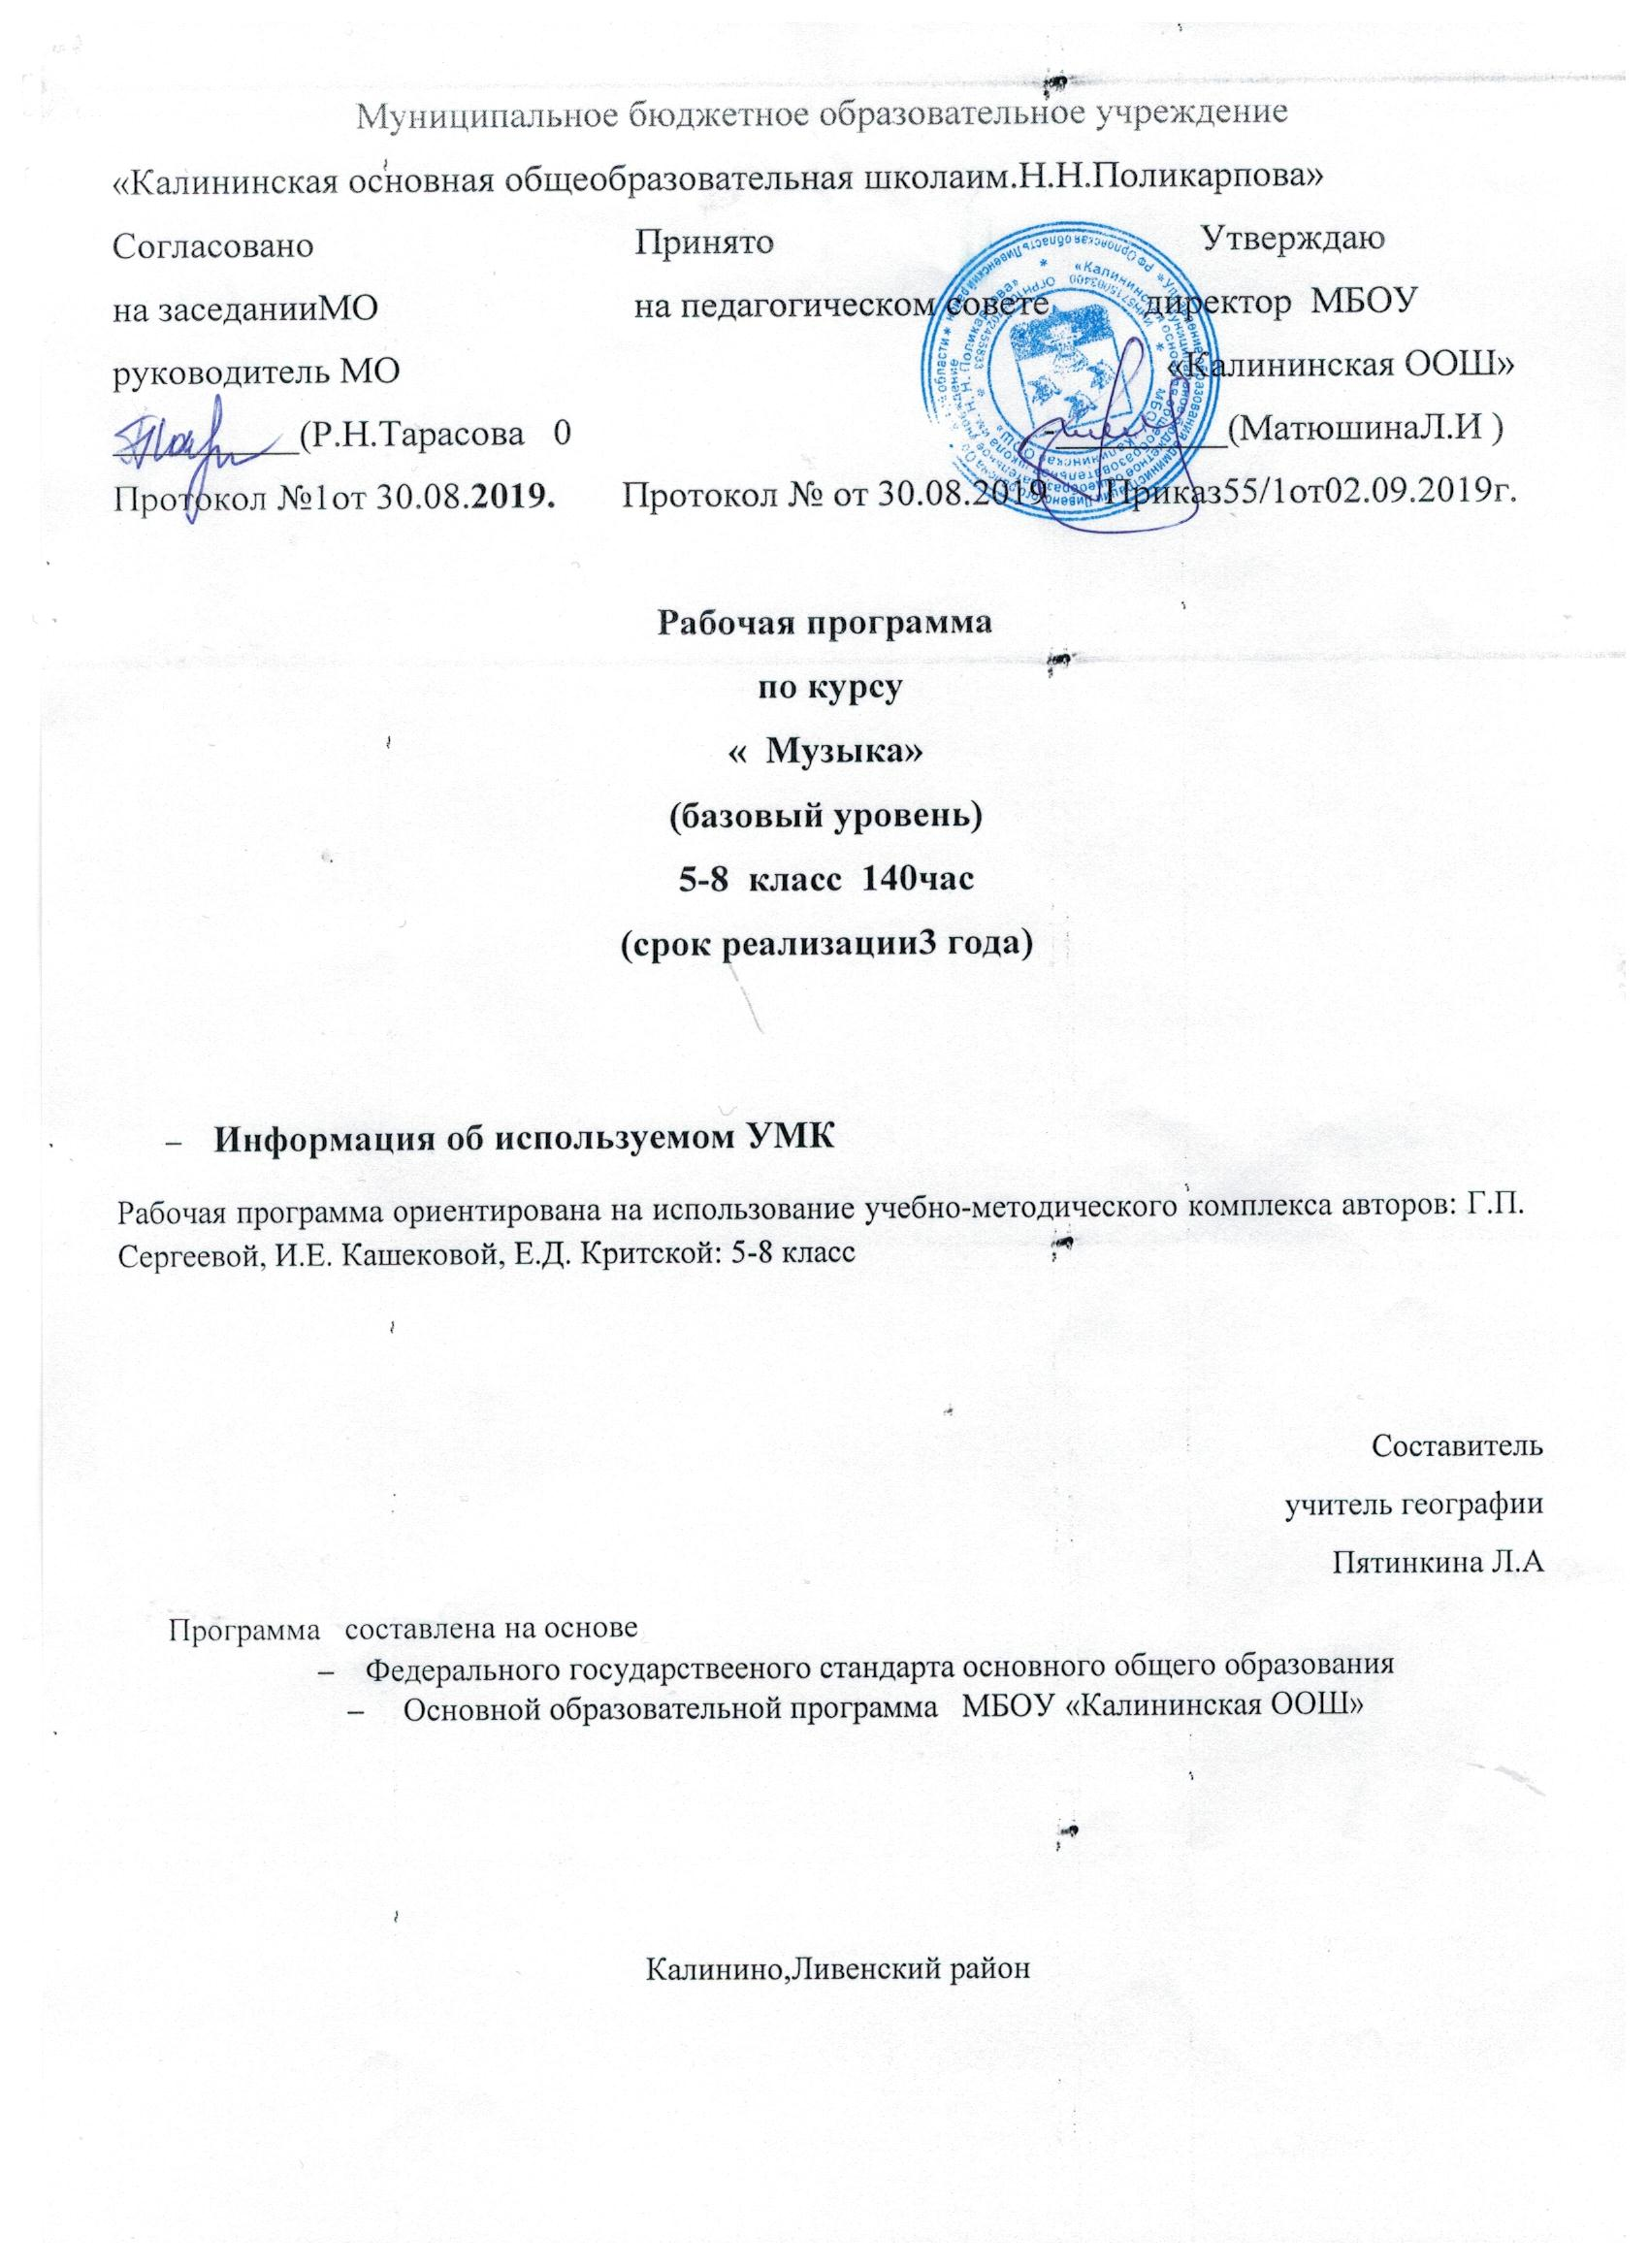 Муниципальное бюджетное образовательное учреждение
«Калининская основная общеобразовательная школаим.Н.Н.Поликарпова»
Согласовано Принято Утверждаю
на заседанииМО на педагогическом совете директор МБОУ
руководитель МО «Калининская ООШ»
(Р.Н.Тарасова 0 (МатюшинаЛ.И )
Протокол №1от 30.08.2019. Протокол № от 30.08.2019 Приказ55/1от02.09.2019г.
Рабочая программа
по курсу
« Музыка»
(базовый уровень)
5-8 класс 140час
(срок реализации3 года)
– Информация об используемом УМК
Рабочая программа ориентирована на использование учебно-методического комплекса авторов: Г.П.
Сергеевой, И.Е. Кашековой, Е.Д. Критской: 5-8 класс
Составитель
учитель географии
Пятинкина Л.А
Программа составлена на основе
– Федерального государствееного стандарта основного общего образования
– Основной образовательной программа МБОУ «Калининская ООШ»
Калинино,Ливенский район